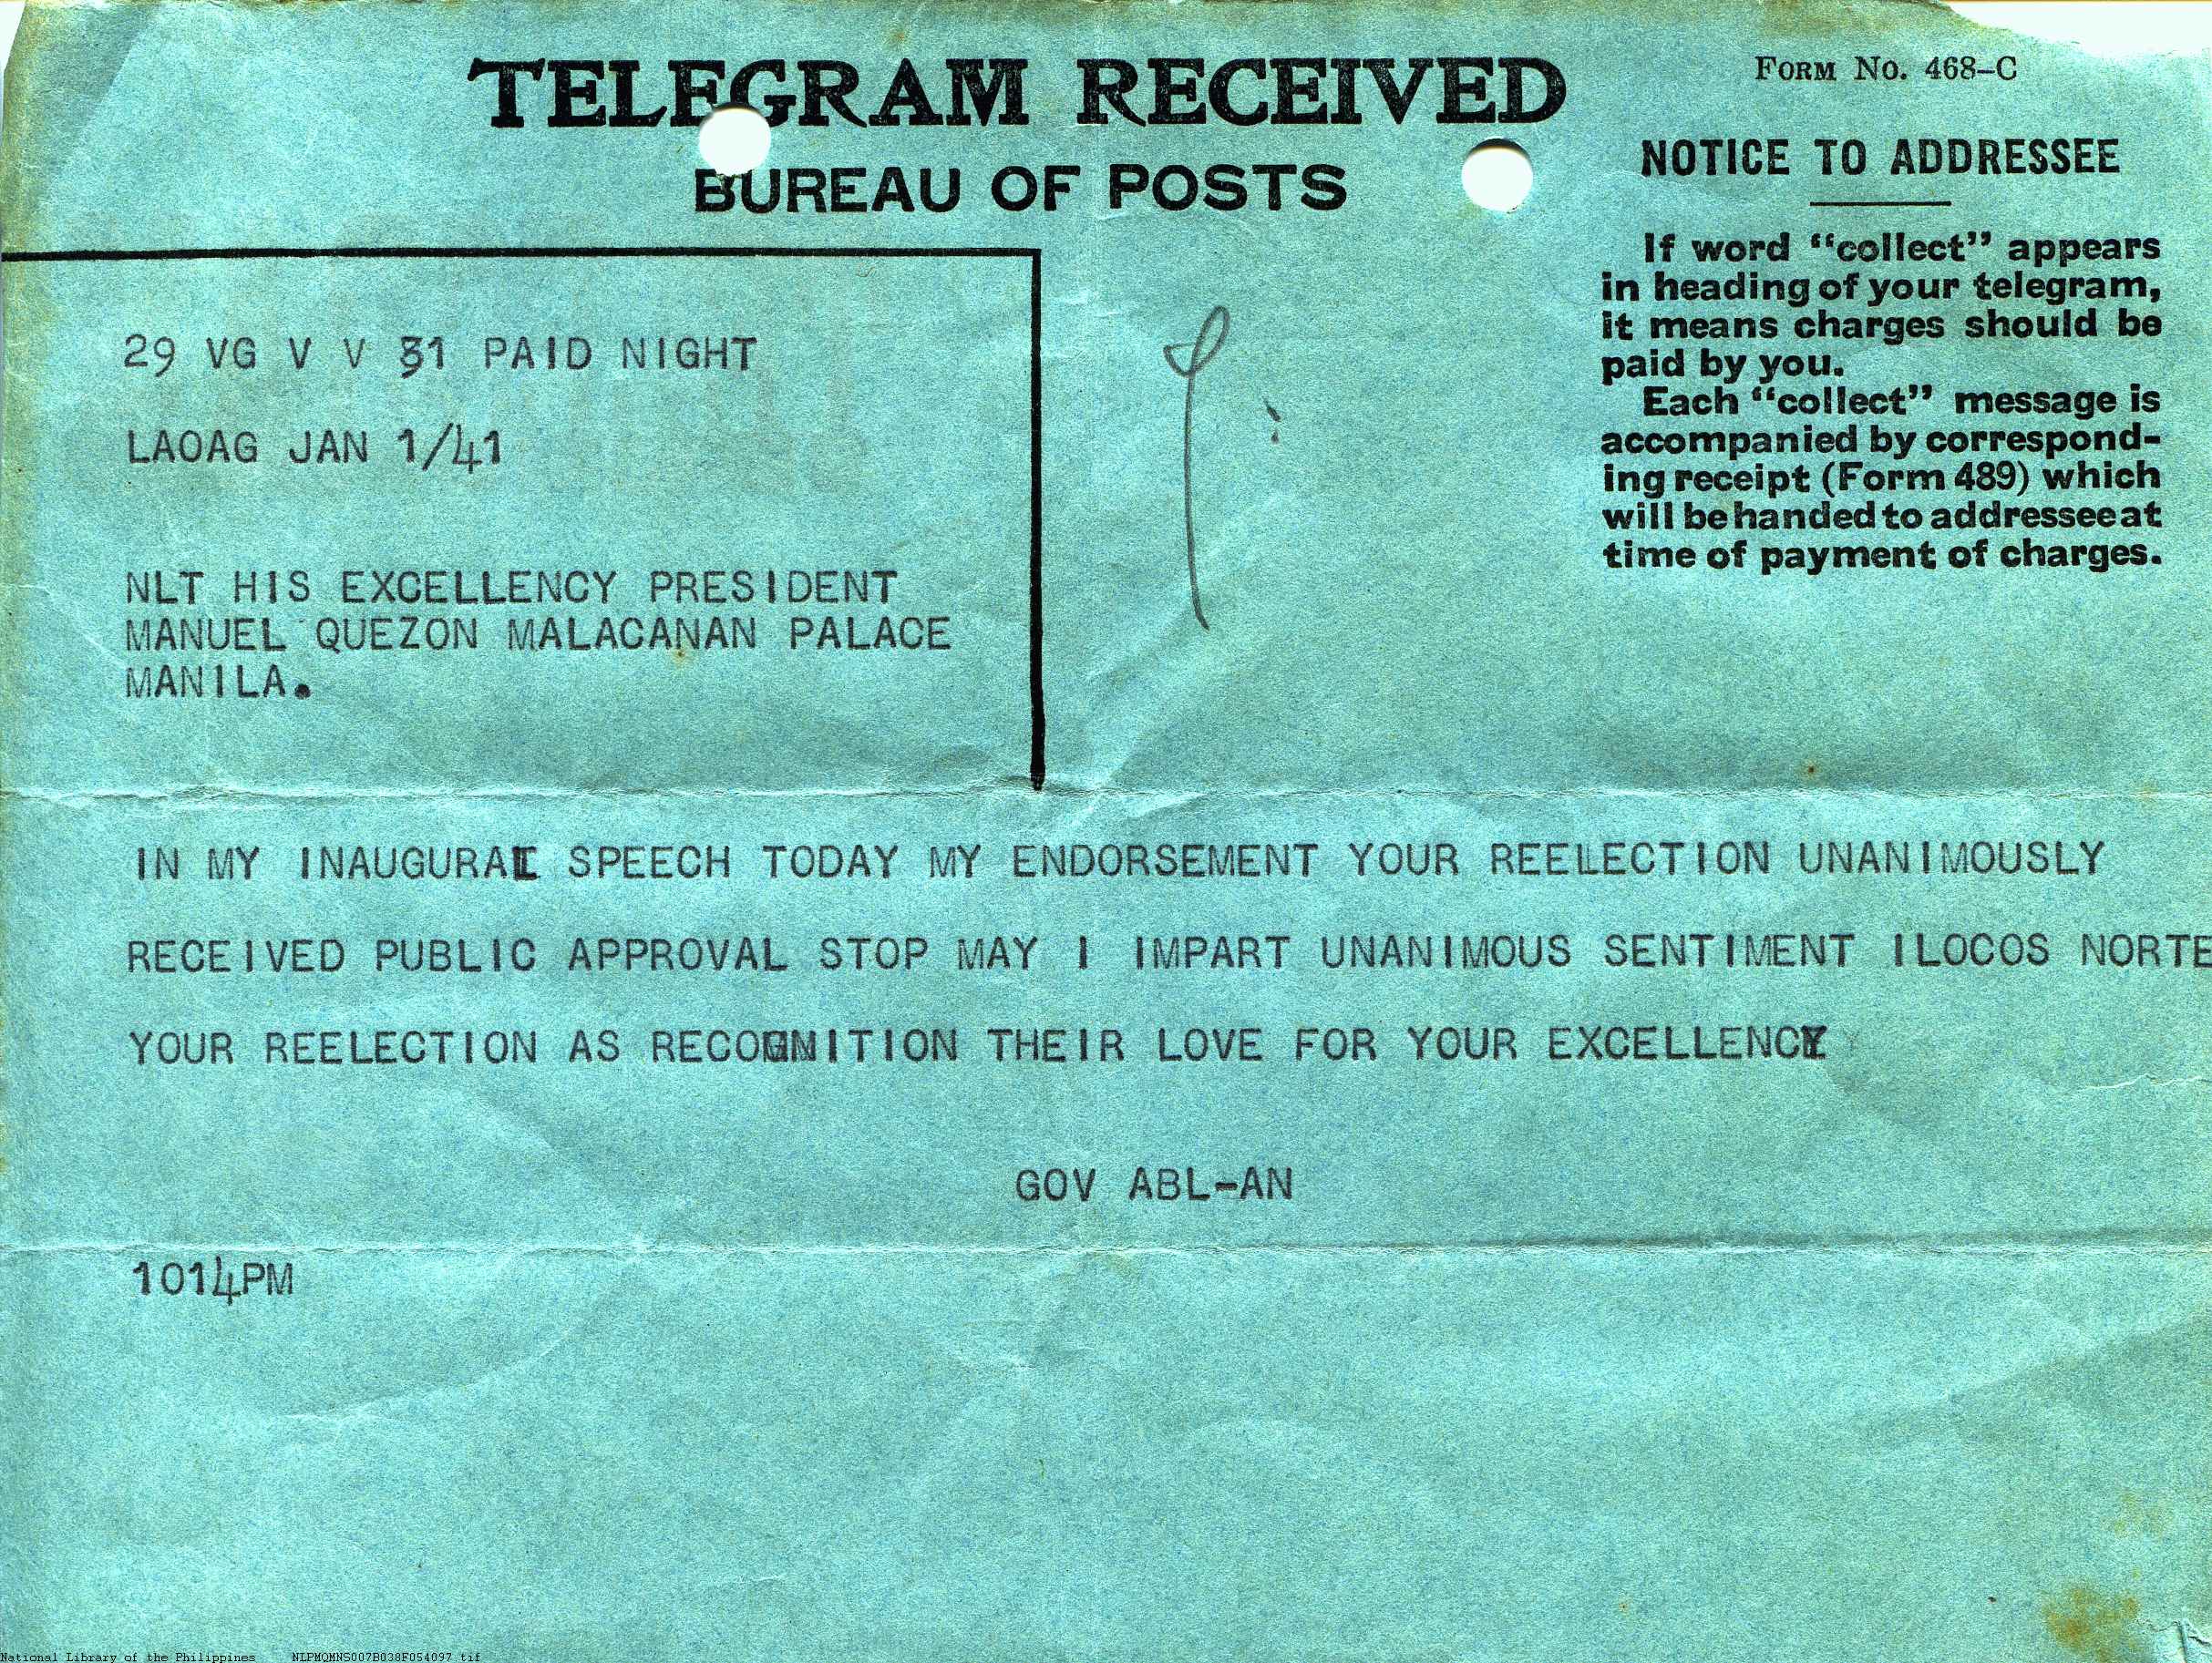 TELEGRAM RECEIVED
BUREAU OF POSTS
FORM NO. 468-C
NOTICE TO ADDRESSEE
If word "collect" appears
in heading of your telegram,
it means charges should be
paid by you.
Each "collect" message is
accompanied by correspond-
ing receipt (Form 489) which
will be handed to addressee at
time of payment of charges.
29 VG V V 31 PAID NIGHT
LAOAG JAN 1/41
NLT HIS EXCELLENCY PRESIDENT
MANUEL QUEZON MALACANAN PALACE
MANILA.
IN MY INAUGURAL SPEECH TODAY MY ENDORSEMENT YOUR REELECTION UNANIMOUSLY
RECEIVED PUBLIC APPROVAL STOP MAY I IMPART UNANIMOUS SENTIMENT ILOCOS NORTE
YOUR REELECTION AS RECOGNITION THEIR LOVE FOR YOUR EXCELLENCY
GOV ABL-AN
1014PM
National Library of the Philippines NLPMQMNS007B038F054097.tif